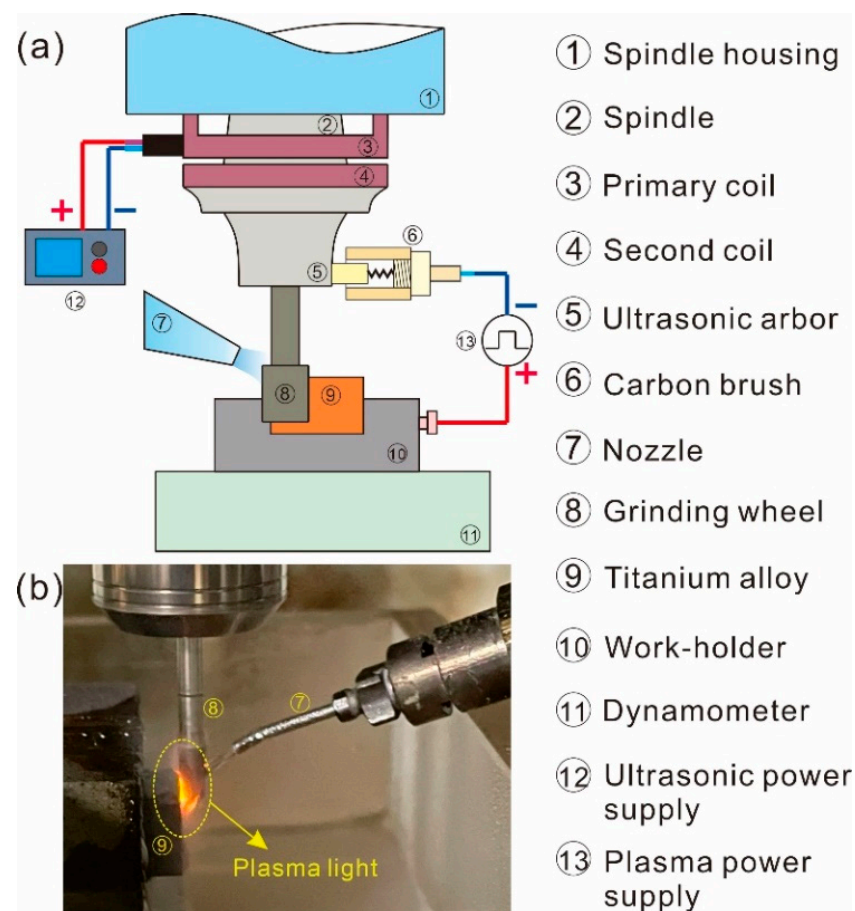 (a)
①
②
③
④
⑤
⑥
+
−
⑫
⑦
⑬
−
+
⑧
⑨
⑩
⑪
① Spindle housing
② Spindle
③ Primary coil
④ Second coil
⑤ Ultrasonic arbor
⑥ Carbon brush
⑦ Nozzle
⑧ Grinding wheel
⑨ Titanium alloy
⑩ Work-holder
⑪ Dynamometer
⑫ Ultrasonic power
supply
⑬ Plasma power
supply
(b)
⑧
⑦
⑨
Plasma light